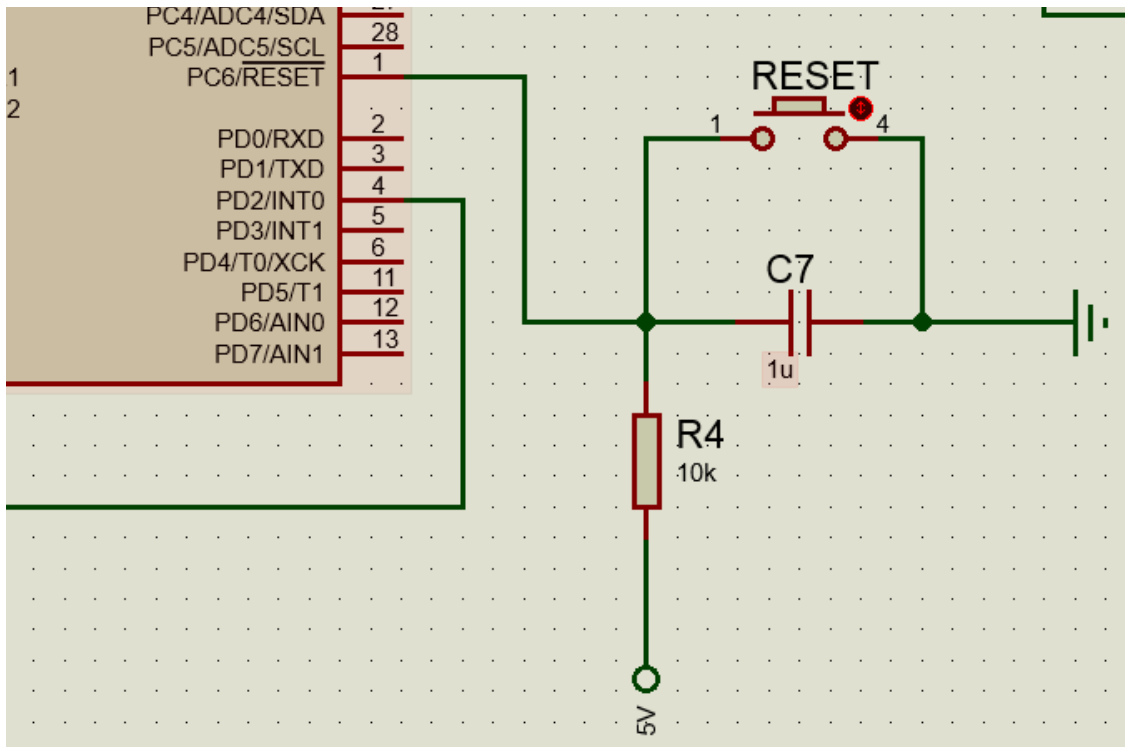 PC4/ADC4/SDA
PC5/ADC5/SCL
28
PC6/RESET
1
1
2
PD0/RXD
2
PD1/TXD
3
PD2/INT0
4
PD3/INT1
5
PD4/T0/XCK
6
PD5/T1
11
PD6/AIN0
12
PD7/AIN1
13
RESET
1
4
C7
1u
R4
10k
5V